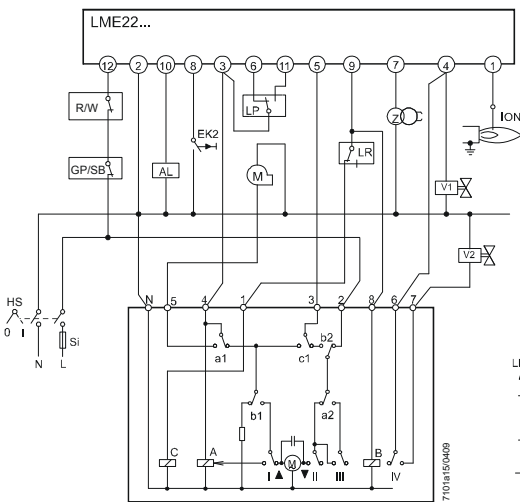 LME22...
12 2 10 8 3 6 11 5 9 7 4 1
R/W
EK2
LP
Z
ION
GP/SB
AL
M
LR
V1
V2
HS
0 I
Si
N L
N 5 4 1 3 2 8 6 7
a1 c1 b2
b1 a2
C A I M II III B IV
7101a15/0409